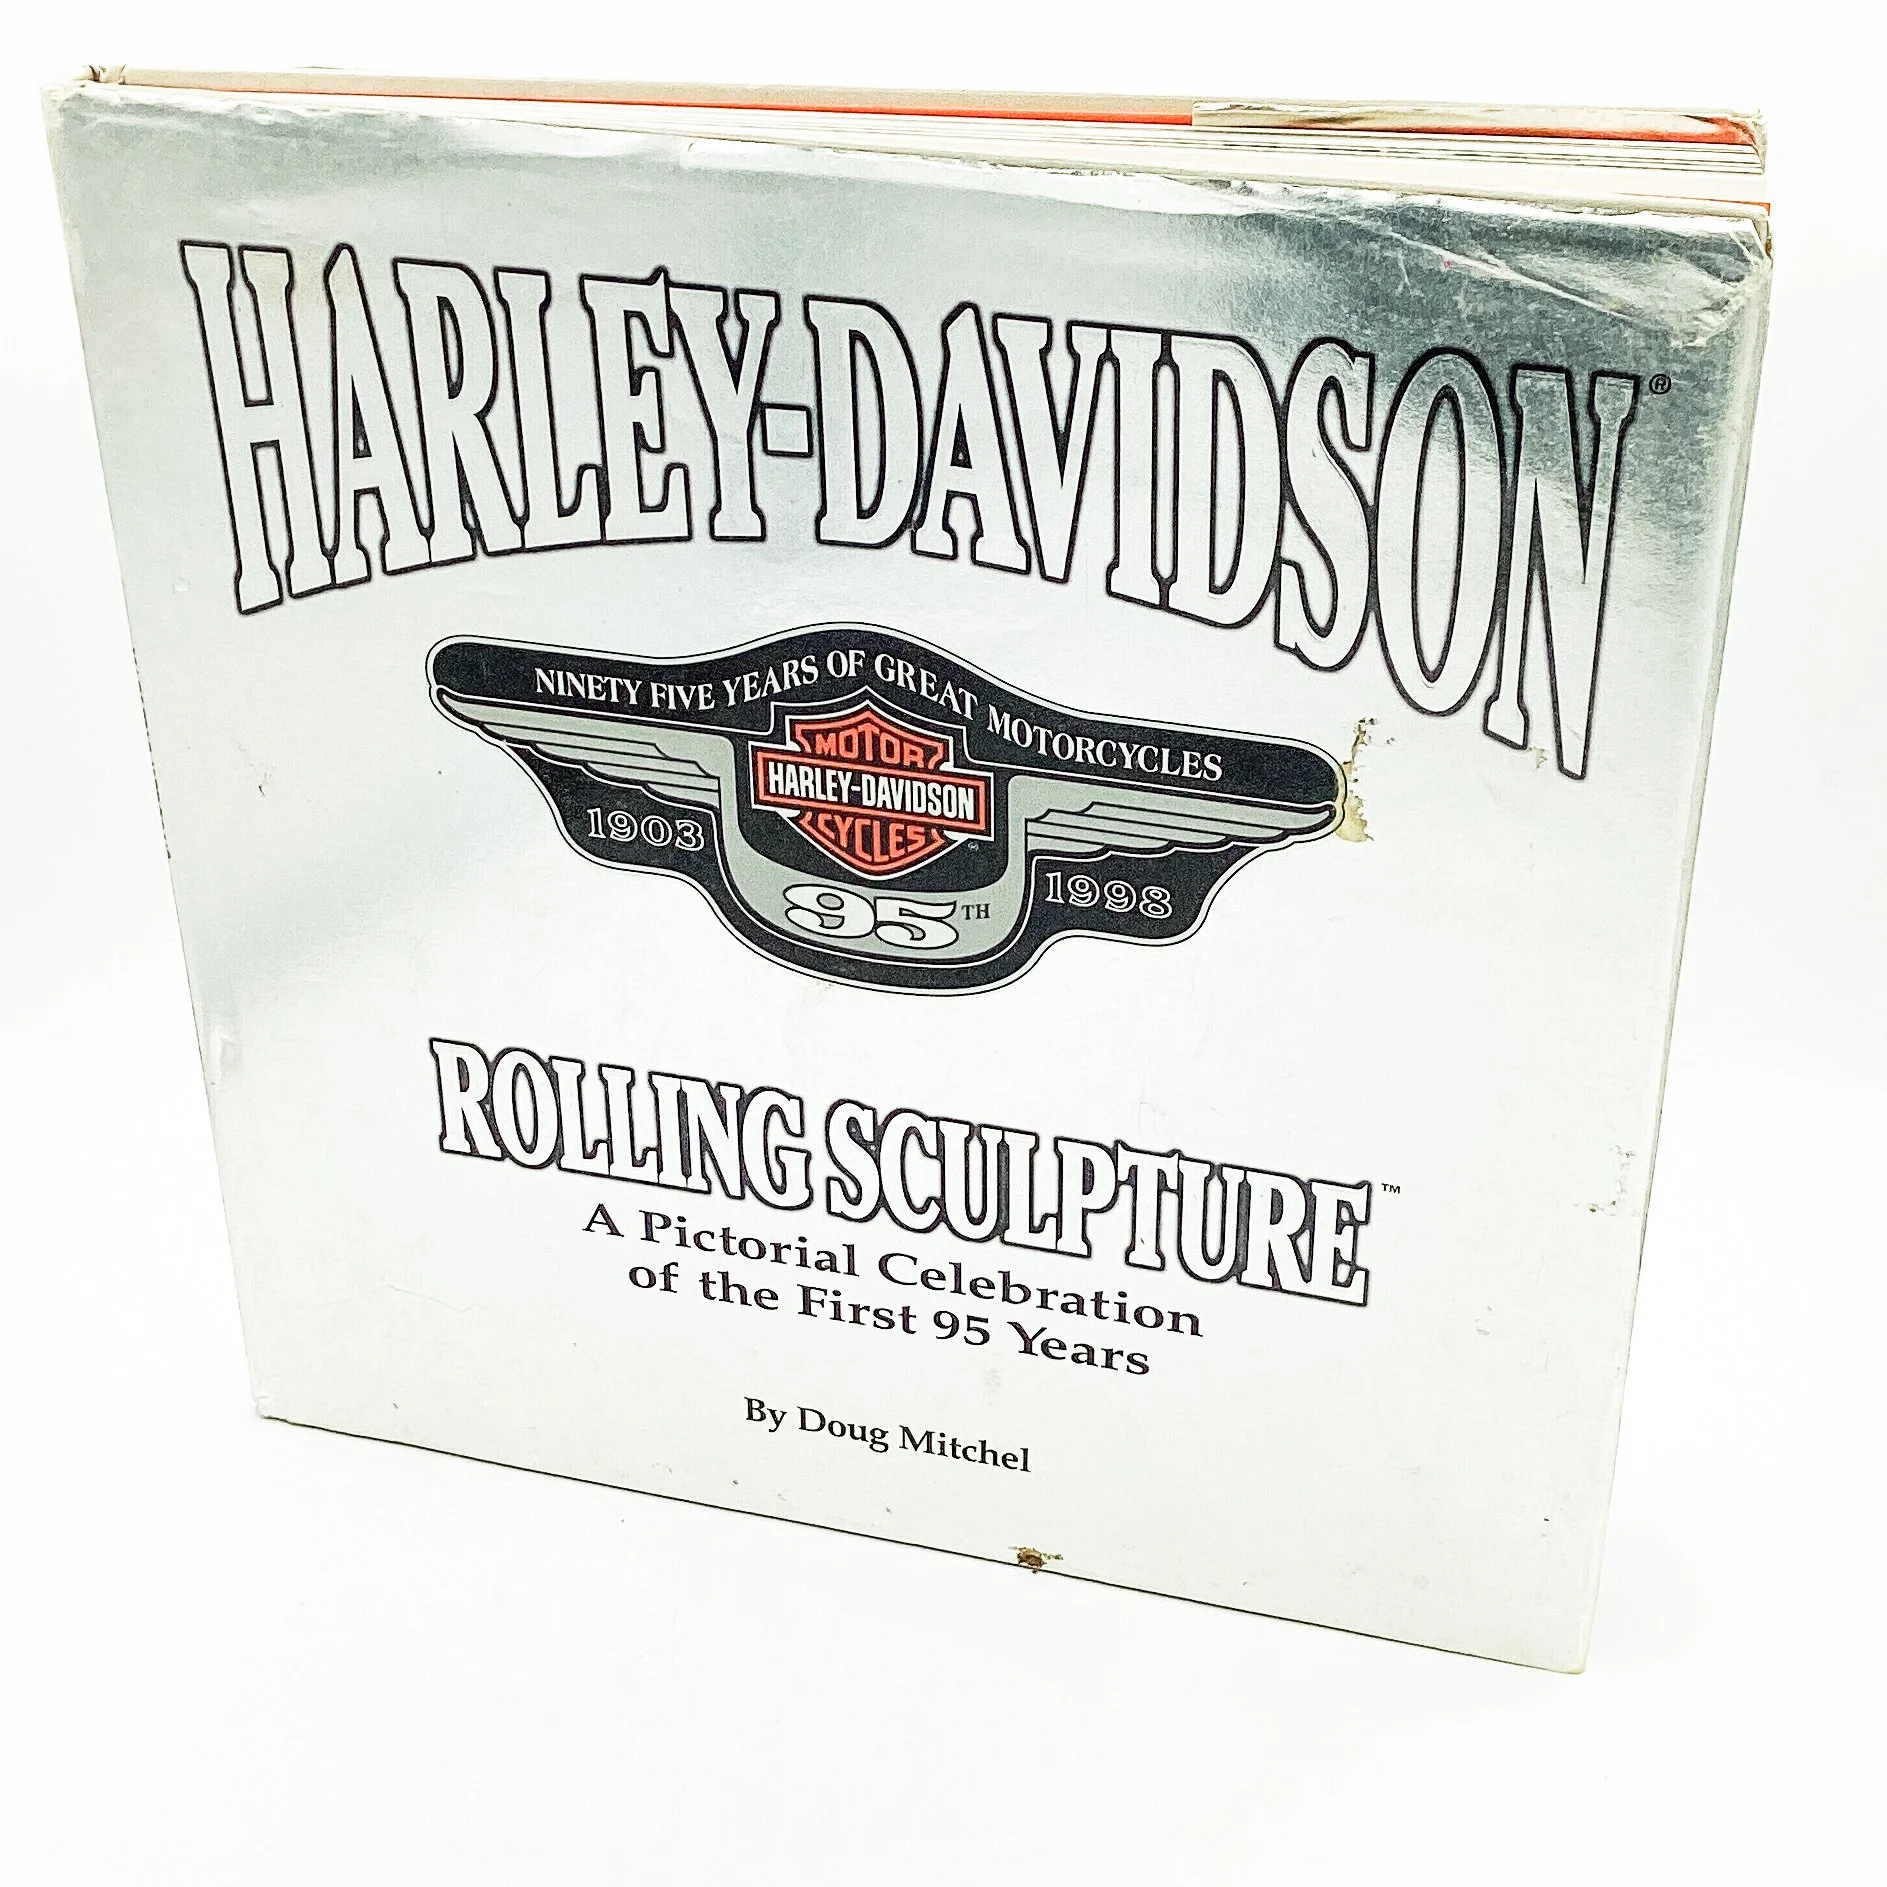 HARLEY-DAVIDSON®
NINETY FIVE YEARS OF GREAT MOTORCYCLES
MOTOR
HARLEY-DAVIDSON
CYCLES
1903
1998
95TH
ROLLING SCULPTURE™
A Pictorial Celebration
of the First 95 Years
By Doug Mitchel